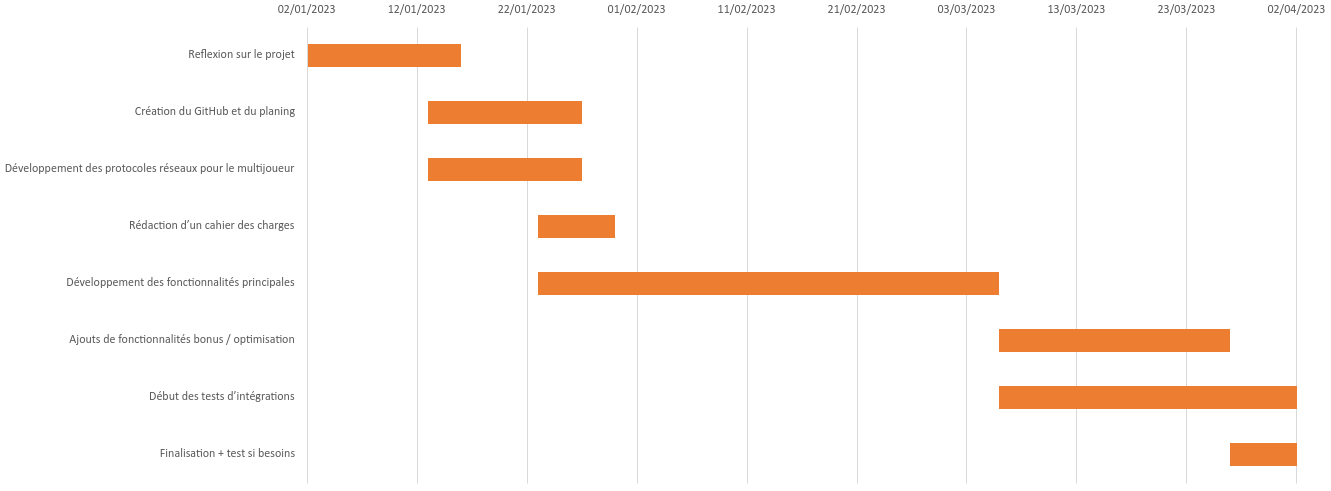 02/01/2023 12/01/2023 22/01/2023 01/02/2023 11/02/2023 21/02/2023 03/03/2023 13/03/2023 23/03/2023 02/04/2023
Reflexion sur le projet
Création du GitHub et du planing
Développement des protocoles réseaux pour le multijoueur
Rédaction d’un cahier des charges
Développement des fonctionnalités principales
Ajouts de fonctionnalités bonus / optimisation
Début des tests d’intégrations
Finalisation + test si besoins